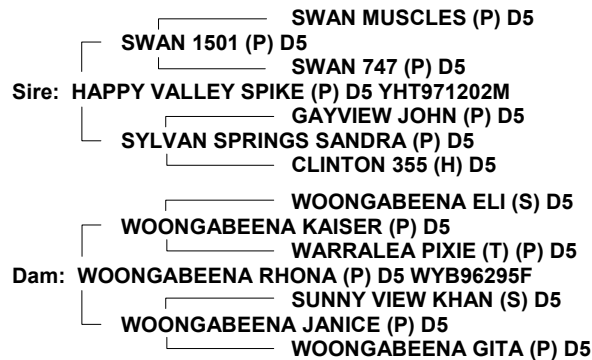 SWAN MUSCLES (P) D5
SWAN 1501 (P) D5
SWAN 747 (P) D5
Sire: HAPPY VALLEY SPIKE (P) D5 YHT971202M
GAYVIEW JOHN (P) D5
SYLVAN SPRINGS SANDRA (P) D5
CLINTON 355 (H) D5
WOONGABEENA ELI (S) D5
WOONGABEENA KAISER (P) D5
WARRALEA PIXIE (T) (P) D5
Dam: WOONGABEENA RHONA (P) D5 WYB96295F
SUNNY VIEW KHAN (S) D5
WOONGABEENA JANICE (P) D5
WOONGABEENA GITA (P) D5